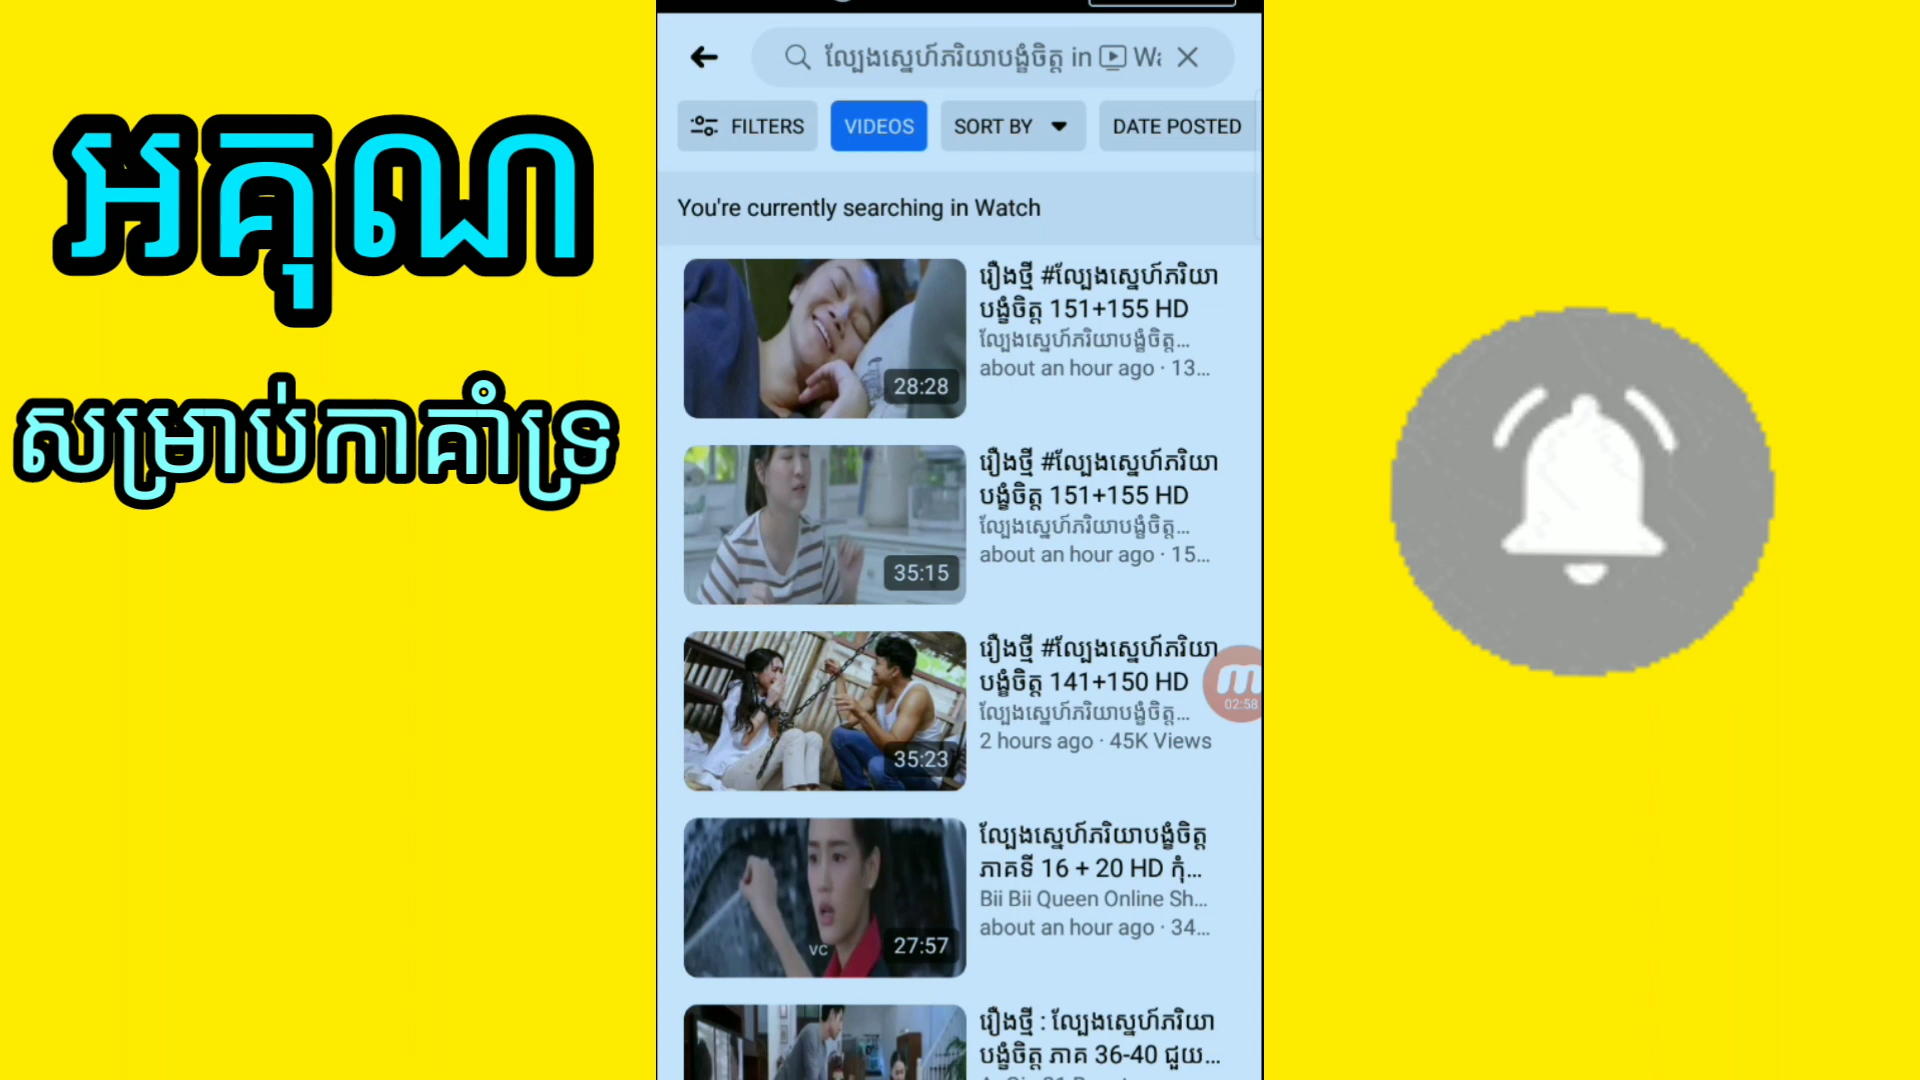 អគុណ
សម្រាប់កាគាំទ្រ
ល្បែងស្នេហ៍ភរិយាបង្ខំចិត្ត in Wa
FILTERS
VIDEOS
SORT BY
DATE POSTED
You're currently searching in Watch
រឿងថ្មី #ល្បែងស្នេហ៍ភរិយា
បង្ខំចិត្ត 151+155 HD
ល្បែងស្នេហ៍ភរិយាបង្ខំចិត្ត...
about an hour ago · 13...
28:28
រឿងថ្មី #ល្បែងស្នេហ៍ភរិយា
បង្ខំចិត្ត 151+155 HD
ល្បែងស្នេហ៍ភរិយាបង្ខំចិត្ត...
about an hour ago · 15...
35:15
រឿងថ្មី #ល្បែងស្នេហ៍ភរិយា
បង្ខំចិត្ត 141+150 HD
ល្បែងស្នេហ៍ភរិយាបង្ខំចិត្ត...
2 hours ago · 45K Views
35:23
02:58
ល្បែងស្នេហ៍ភរិយាបង្ខំចិត្ត
ភាគទី 16 + 20 HD កុំ...
Bii Bii Queen Online Sh...
about an hour ago · 34...
VC
27:57
រឿងថ្មី : ល្បែងស្នេហ៍ភរិយា
បង្ខំចិត្ត ភាគ 36-40 ជួយ...